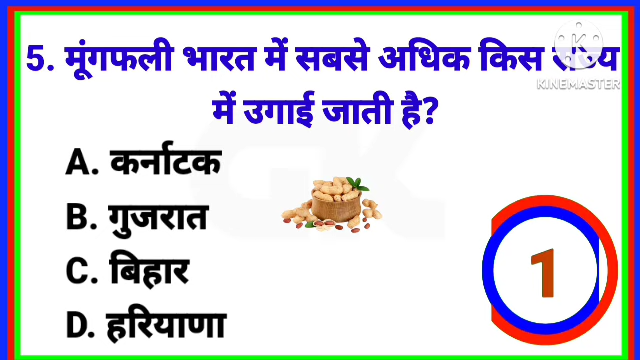 5. मूंगफली भारत में सबसे अधिक किस
में उगाई जाती है?
A. कर्नाटक
B. गुजरात
C. बिहार
D. हरियाणा
K
KINEMASTER
1